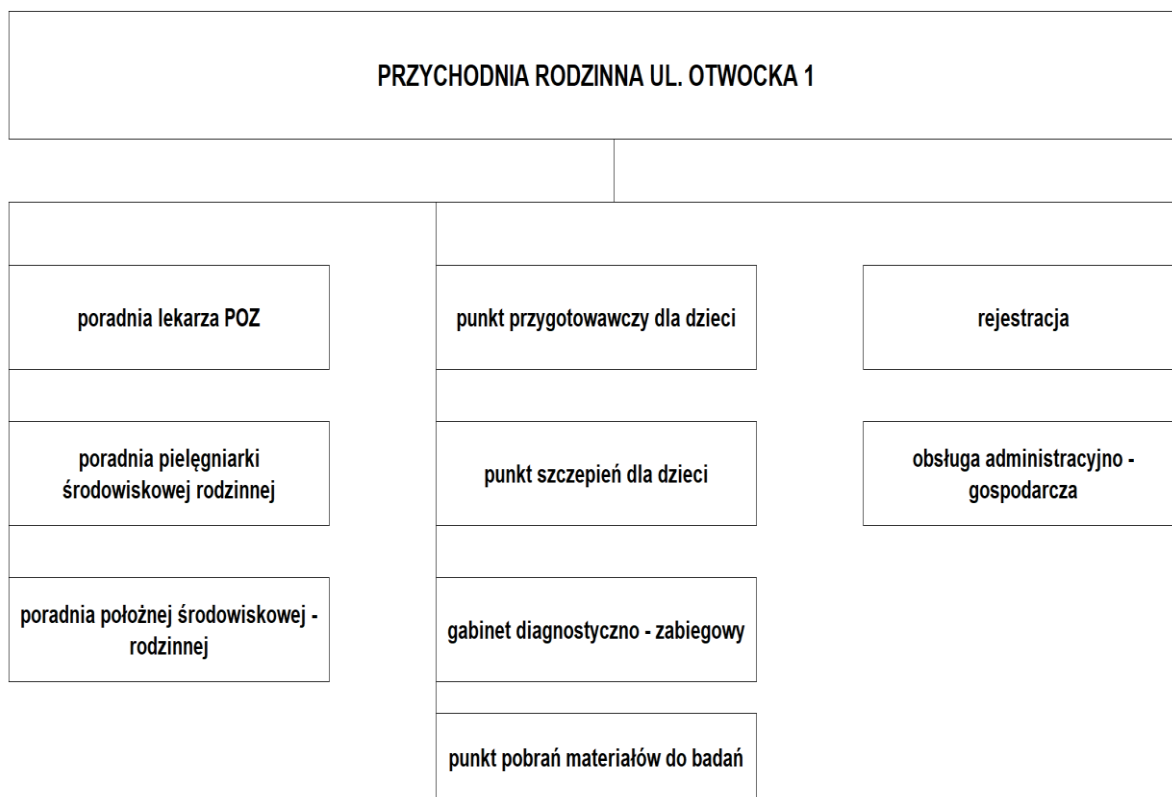 PRZYCHODNIA RODZINNA UL. OTWOCKA 1
poradnia lekarza POZ
punkt przygotowawczy dla dzieci
rejestracja
poradnia pielęgniarki
środowiskowej rodzinnej
punkt szczepień dla dzieci
obsługa administracyjno -
gospodarcza
poradnia położnej środowiskowej -
rodzinnej
gabinet diagnostyczno - zabiegowy
punkt pobrań materiałów do badań